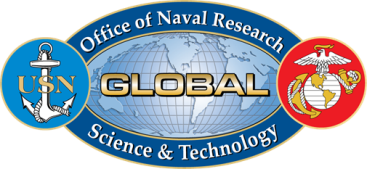 Office of Naval Research
USN
GLOBAL
Science & Technology